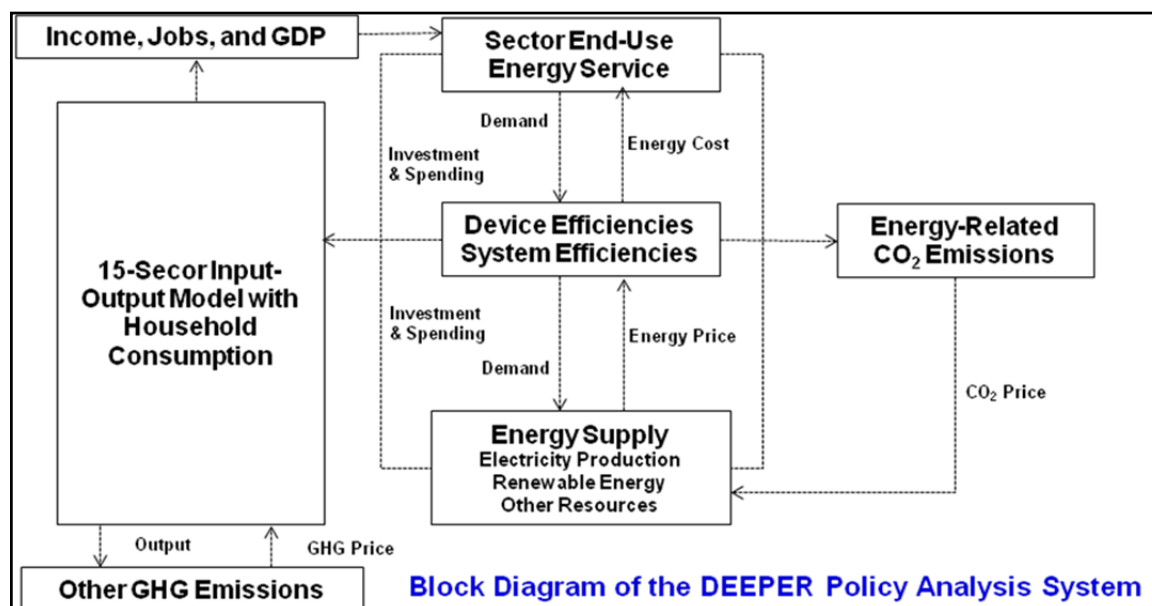 Income, Jobs, and GDP
Sector End-Use
Energy Service
Demand
Energy Cost
Investment
& Spending
Device Efficiencies
System Efficiencies
Energy-Related
CO₂ Emissions
15-Secor Input-
Output Model with
Household
Consumption
Investment
& Spending
Energy Price
Demand
CO₂ Price
Energy Supply
Electricity Production
Renewable Energy
Other Resources
Output
GHG Price
Other GHG Emissions
Block Diagram of the DEEPER Policy Analysis System